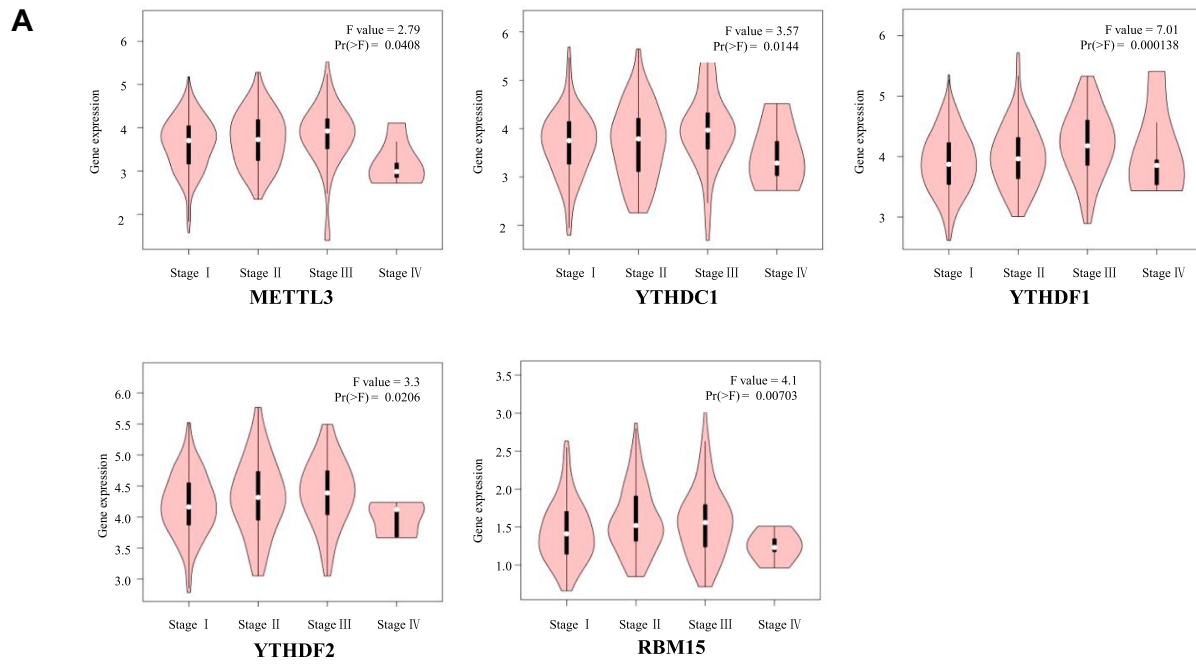 A
F value = 2.79
Pr(>F) = 0.0408
Gene expression
6
5
4
3
2
Stage Ⅰ Stage Ⅱ Stage Ⅲ Stage Ⅳ
METTL3
F value = 3.57
Pr(>F) = 0.0144
Gene expression
6
5
4
3
2
Stage Ⅰ Stage Ⅱ Stage Ⅲ Stage Ⅳ
YTHDC1
F value = 7.01
Pr(>F) = 0.000138
Gene expression
6
5
4
3
Stage Ⅰ Stage Ⅱ Stage Ⅲ Stage Ⅳ
YTHDF1
F value = 3.3
Pr(>F) = 0.0206
Gene expression
6.0
5.5
5.0
4.5
4.0
3.5
3.0
Stage Ⅰ Stage Ⅱ Stage Ⅲ Stage Ⅳ
YTHDF2
F value = 4.1
Pr(>F) = 0.00703
Gene expression
3.5
3.0
2.5
2.0
1.5
1.0
Stage Ⅰ Stage Ⅱ Stage Ⅲ Stage Ⅳ
RBM15